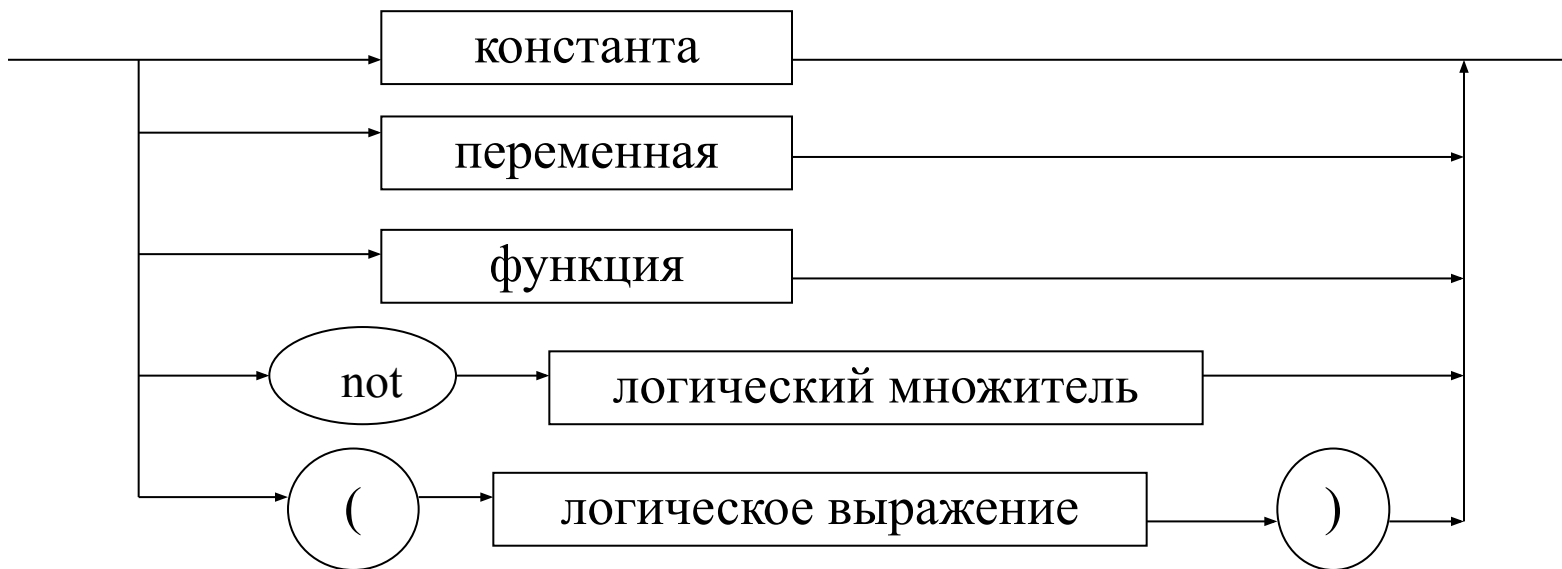 константа
переменная
функция
not логический множитель
( логическое выражение )